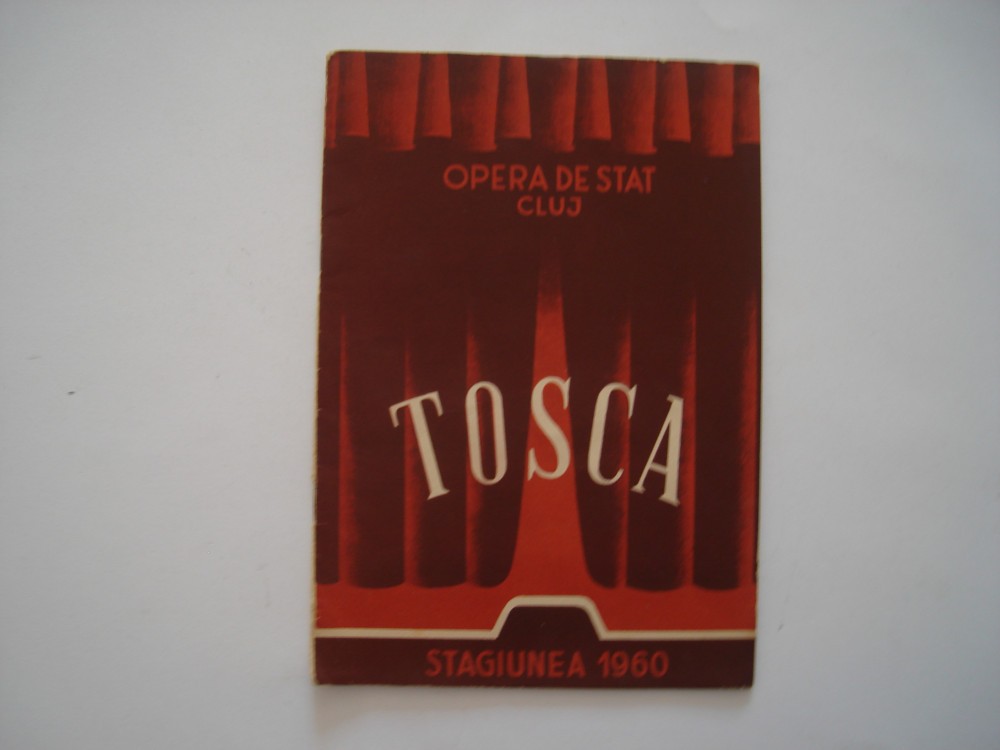 OPERA DE STAT
CLUJ
TOSCA
STAGIUNEA 1960